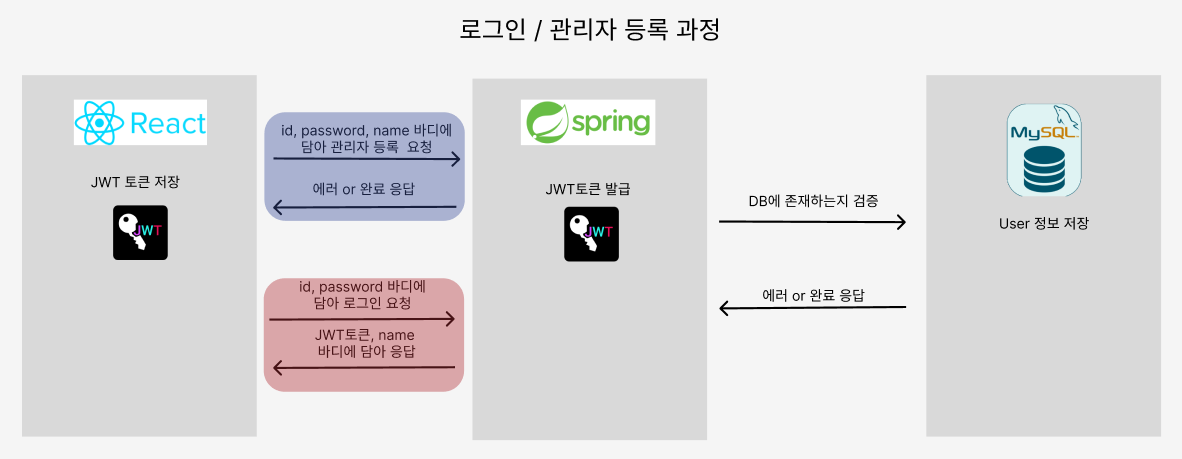 로그인 / 관리자 등록 과정
React
JWT 토큰 저장
JWT
id, password, name 바디에
담아 관리자 등록 요청
에러 or 완료 응답
id, password 바디에
담아 로그인 요청
JWT토큰, name
바디에 담아 응답
spring
JWT토큰 발급
JWT
DB에 존재하는지 검증
에러 or 완료 응답
MySQL
User 정보 저장